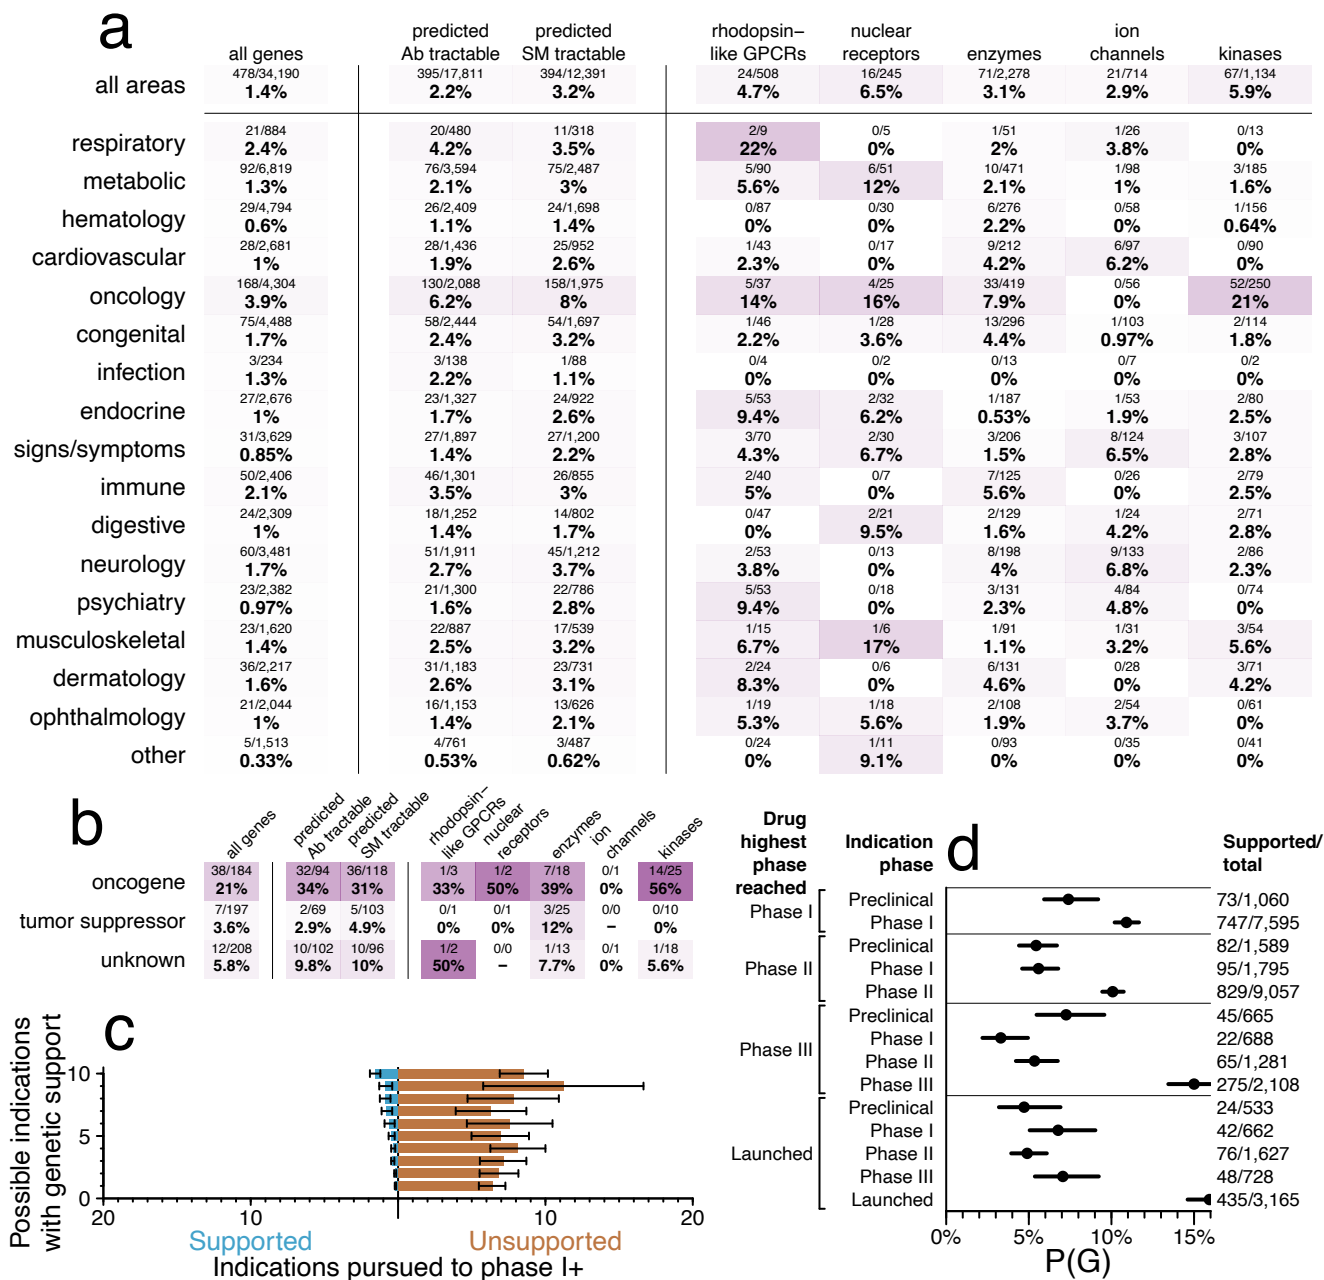 a
all genes
predicted
Ab tractable
predicted
SM tractable
rhodopsin–
like GPCRs
nuclear
receptors
enzymes
ion
channels
kinases
all areas
478/34,190 395/17,811 394/12,391 24/508 16/245 71/2,278 21/714 67/1,134
1.4% 2.2% 3.2% 4.7% 6.5% 3.1% 2.9% 5.9%
respiratory
21/884 20/480 11/318 2/9 0/5 1/51 1/26 0/13
2.4% 4.2% 3.5% 22% 0% 2% 3.8% 0%
metabolic
92/6,819 76/3,594 75/2,487 5/90 6/51 10/471 1/98 3/185
1.3% 2.1% 3% 5.6% 12% 2.1% 1% 1.6%
hematology
29/4,794 26/2,409 24/1,698 0/87 0/30 6/276 0/58 1/156
0.6% 1.1% 1.4% 0% 0% 2.2% 0% 0.64%
cardiovascular
28/2,681 28/1,436 25/952 1/43 0/17 9/212 6/97 0/90
1% 1.9% 2.6% 2.3% 0% 4.2% 6.2% 0%
oncology
168/4,304 130/2,088 158/1,975 5/37 4/25 33/419 0/56 52/250
3.9% 6.2% 8% 14% 16% 7.9% 0% 21%
congenital
75/4,488 58/2,444 54/1,697 1/46 1/28 13/296 1/103 2/114
1.7% 2.4% 3.2% 2.2% 3.6% 4.4% 0.97% 1.8%
infection
3/234 3/138 1/88 0/4 0/2 0/13 0/7 0/2
1.3% 2.2% 1.1% 0% 0% 0% 0% 0%
endocrine
27/2,676 23/1,327 24/922 5/53 2/32 1/187 1/53 2/80
1% 1.7% 2.6% 9.4% 6.2% 0.53% 1.9% 2.5%
signs/symptoms
31/3,629 27/1,897 27/1,200 3/70 2/30 3/206 8/124 3/107
0.85% 1.4% 2.2% 4.3% 6.7% 1.5% 6.5% 2.8%
immune
50/2,406 46/1,301 26/855 2/40 0/7 7/125 0/26 2/79
2.1% 3.5% 3% 5% 0% 5.6% 0% 2.5%
digestive
24/2,309 18/1,252 14/802 0/47 2/21 2/129 1/24 2/71
1% 1.4% 1.7% 0% 9.5% 1.6% 4.2% 2.8%
neurology
60/3,481 51/1,911 45/1,212 2/53 0/13 8/198 9/133 2/86
1.7% 2.7% 3.7% 3.8% 0% 4% 6.8% 2.3%
psychiatry
23/2,382 21/1,300 22/786 5/53 0/18 3/131 4/84 0/74
0.97% 1.6% 2.8% 9.4% 0% 2.3% 4.8% 0%
musculoskeletal
23/1,620 22/887 17/539 1/15 1/6 1/91 1/31 3/54
1.4% 2.5% 3.2% 6.7% 17% 1.1% 3.2% 5.6%
dermatology
36/2,217 31/1,183 23/731 2/24 0/6 6/131 0/28 3/71
1.6% 2.6% 3.1% 8.3% 0% 4.6% 0% 4.2%
ophthalmology
21/2,044 16/1,153 13/626 1/19 1/18 2/108 2/54 0/61
1% 1.4% 2.1% 5.3% 5.6% 1.9% 3.7% 0%
other
5/1,513 4/761 3/487 0/24 1/11 0/93 0/35 0/41
0.33% 0.53% 0.62% 0% 9.1% 0% 0% 0%
b
all genes
predicted
Ab tractable
predicted
SM tractable
rhodopsin–
like GPCRs
nuclear
receptors
enzymes
ion
channels
kinases
oncogene
38/184 32/94 36/118 1/3 1/2 7/18 0/1 14/25
21% 34% 31% 33% 50% 39% 0% 56%
tumor suppressor
7/197 2/69 5/103 0/1 0/1 3/25 0/0 0/10
3.6% 2.9% 4.9% 0% 0% 12% – 0%
unknown
12/208 10/102 10/96 1/2 0/0 1/13 0/1 1/18
5.8% 9.8% 10% 50% – 7.7% 0% 5.6%
c
Possible indications
with genetic support
10
5
0
20 10 10 20
Supported Unsupported
Indications pursued to phase I+
d
Drug
highest
phase
reached
Indication
phase
Supported/
total
Phase I
Preclinical 73/1,060
Phase I 747/7,595
Phase II
Preclinical 82/1,589
Phase I 95/1,795
Phase II 829/9,057
Phase III
Preclinical 45/665
Phase I 22/688
Phase II 65/1,281
Phase III 275/2,108
Launched
Preclinical 24/533
Phase I 42/662
Phase II 76/1,627
Phase III 48/728
Launched 435/3,165
0% 5% 10% 15%
P(G)